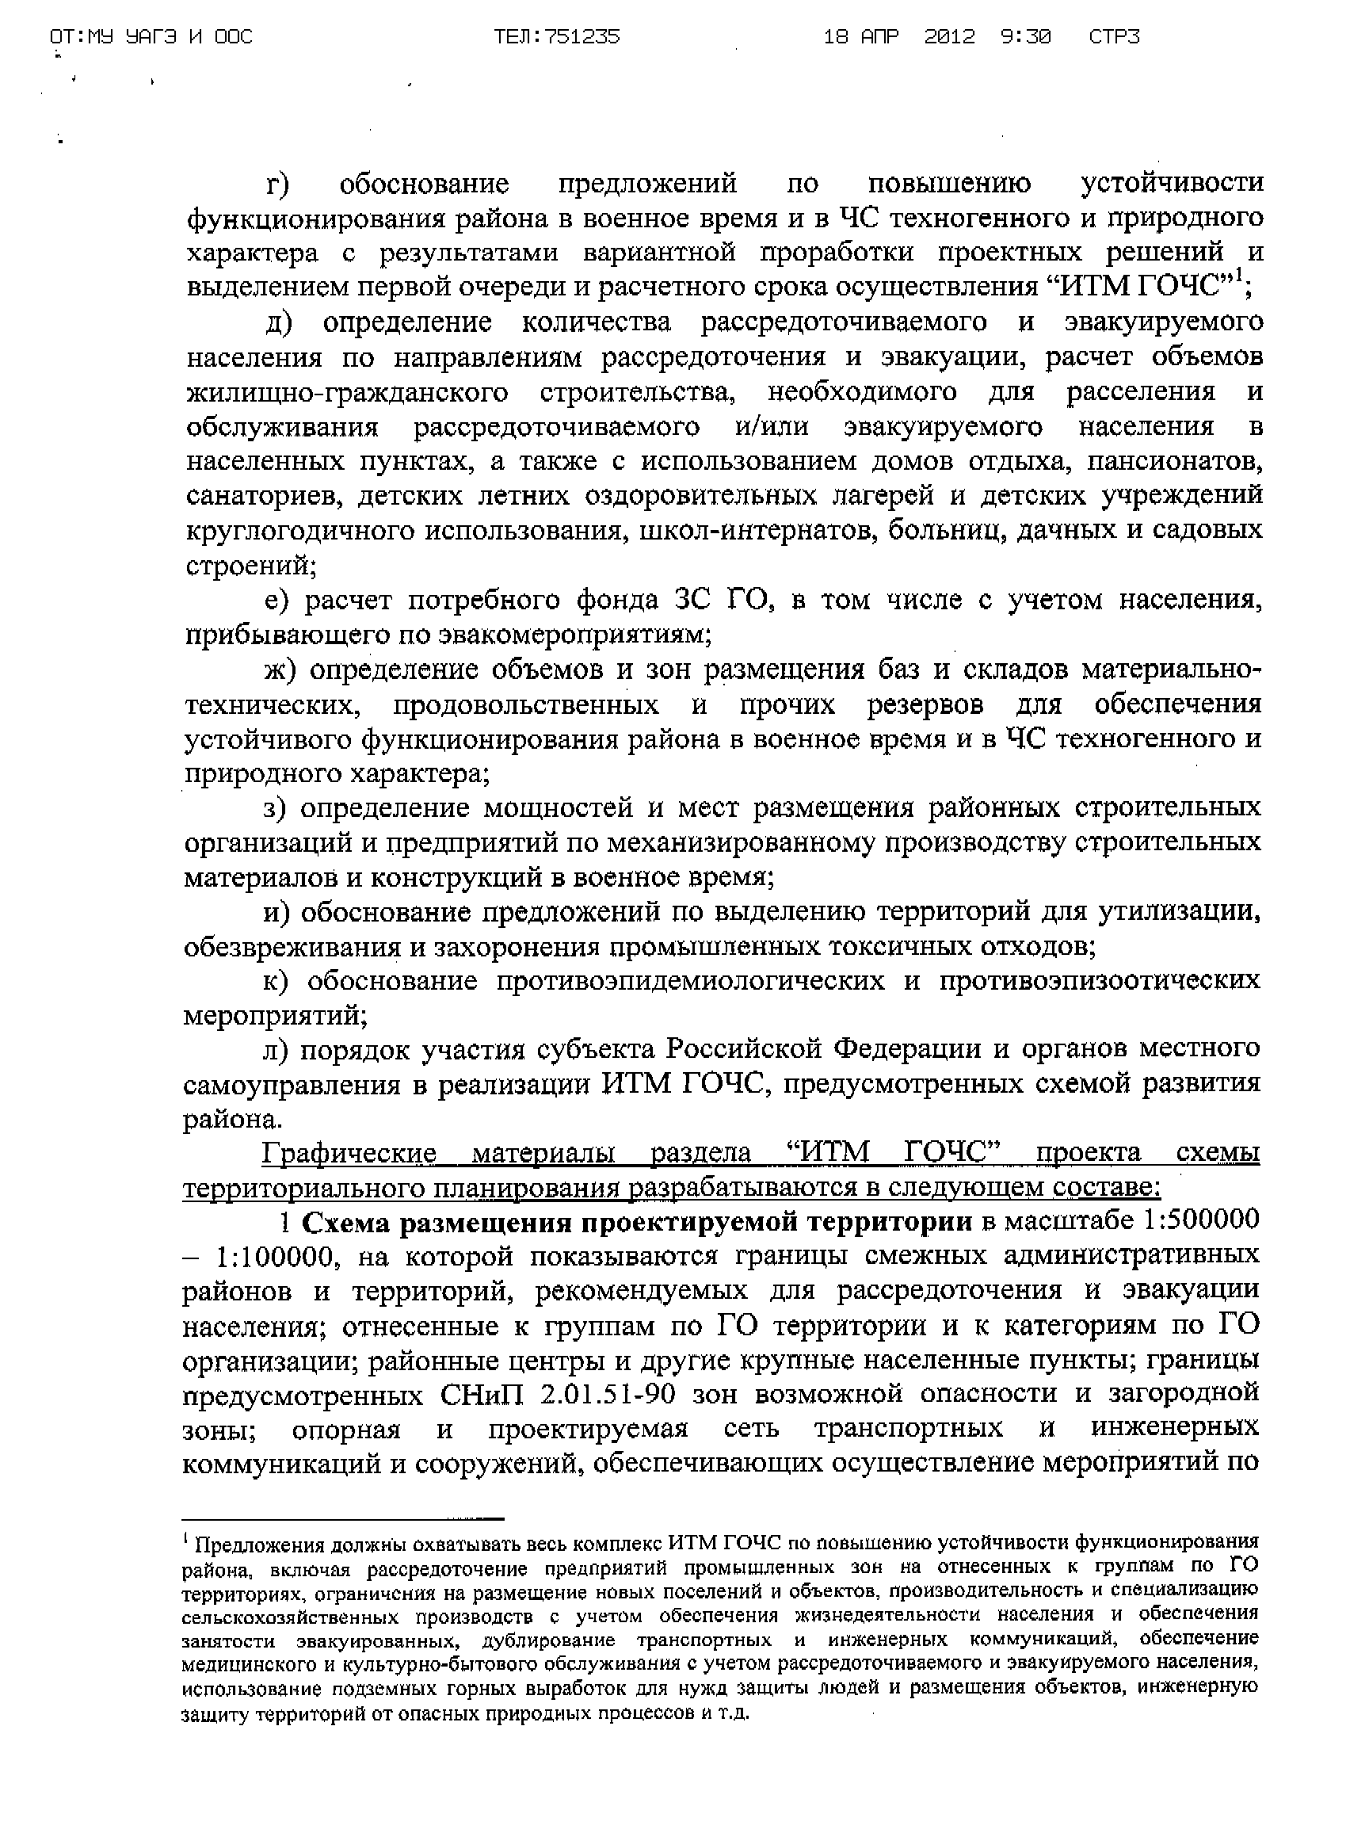 ОТ:МУ УАГЭ И ООС ТЕЛ:751235 18 АПР 2012 9:30 СТР3
г) обоснование предложений по повышению устойчивости
функционирования района в военное время и в ЧС техногенного и природного
характера с результатами вариантной проработки проектных решений и
выделением первой очереди и расчетного срока осуществления “ИТМ ГОЧС”¹;
д) определение количества рассредоточиваемого и эвакуируемого
населения по направлениям рассредоточения и эвакуации, расчет объемов
жилищно-гражданского строительства, необходимого для расселения и
обслуживания рассредоточиваемого и/или эвакуируемого населения в
населенных пунктах, а также с использованием домов отдыха, пансионатов,
санаториев, детских летних оздоровительных лагерей и детских учреждений
круглогодичного использования, школ-интернатов, больниц, дачных и садовых
строений;
е) расчет потребного фонда ЗС ГО, в том числе с учетом населения,
прибывающего по эвакомероприятиям;
ж) определение объемов и зон размещения баз и складов материально-
технических, продовольственных и прочих резервов для обеспечения
устойчивого функционирования района в военное время и в ЧС техногенного и
природного характера;
з) определение мощностей и мест размещения районных строительных
организаций и предприятий по механизированному производству строительных
материалов и конструкций в военное время;
и) обоснование предложений по выделению территорий для утилизации,
обезвреживания и захоронения промышленных токсичных отходов;
к) обоснование противоэпидемиологических и противоэпизоотических
мероприятий;
л) порядок участия субъекта Российской Федерации и органов местного
самоуправления в реализации ИТМ ГОЧС, предусмотренных схемой развития
района.
Графические материалы раздела “ИТМ ГОЧС” проекта схемы
территориального планирования разрабатываются в следующем составе:
1 Схема размещения проектируемой территории в масштабе 1:500000
– 1:100000, на которой показываются границы смежных административных
районов и территорий, рекомендуемых для рассредоточения и эвакуации
населения; отнесенные к группам по ГО территории и к категориям по ГО
организации; районные центры и другие крупные населенные пункты; границы
предусмотренных СНиП 2.01.51-90 зон возможной опасности и загородной
зоны; опорная и проектируемая сеть транспортных и инженерных
коммуникаций и сооружений, обеспечивающих осуществление мероприятий по
¹ Предложения должны охватывать весь комплекс ИТМ ГОЧС по повышению устойчивости функционирования
района, включая рассредоточение предприятий промышленных зон на отнесенных к группам по ГО
территориях, ограничения на размещение новых поселений и объектов, производительность и специализацию
сельскохозяйственных производств с учетом обеспечения жизнедеятельности населения и обеспечения
занятости эвакуированных, дублирование транспортных и инженерных коммуникаций, обеспечение
медицинского и культурно-бытового обслуживания с учетом рассредоточиваемого и эвакуируемого населения,
использование подземных горных выработок для нужд защиты людей и размещения объектов, инженерную
защиту территорий от опасных природных процессов и т.д.